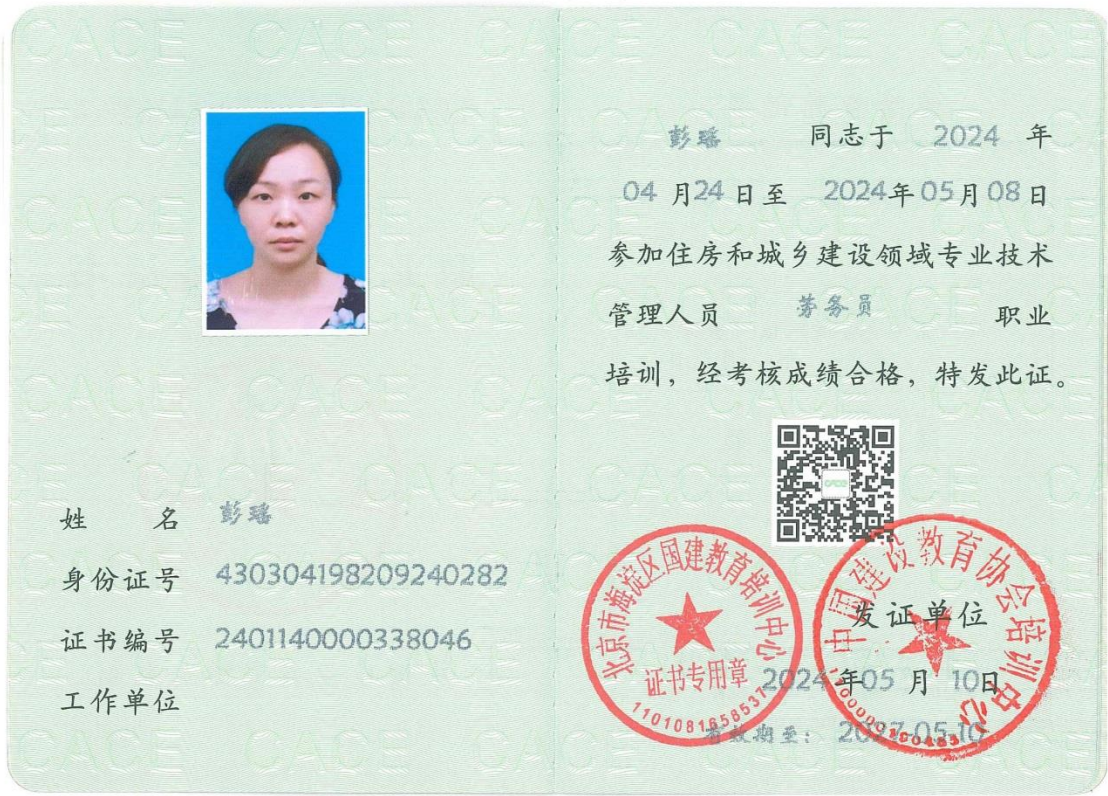 姓 名 彭瑶
身份证号 430304198209240282
证书编号 2401140000338046
工作单位
彭瑶 同志于 2024 年
04 月 24 日至 2024年 05月 08日
参加住房和城乡建设领域专业技术
管理人员 劳务员 职业
培训，经考核成绩合格，特发此证。
北京市海淀区国建教育培训中心
证书专用章
中国建设教育协会培训中心
发证单位
2024 年05 月 10日
有效期至：2027-05-10
CACE